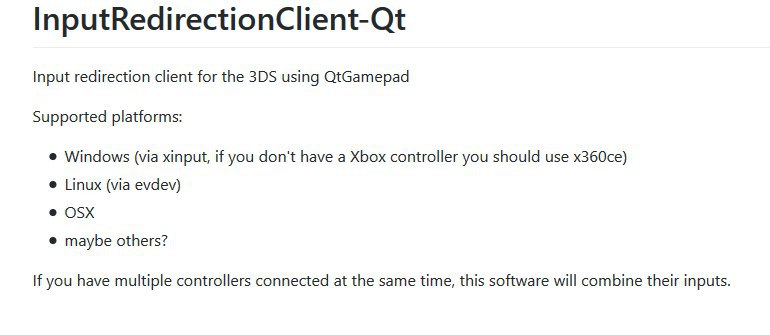 InputRedirectionClient-Qt
Input redirection client for the 3DS using QtGamepad
Supported platforms:
Windows (via xinput, if you don't have a Xbox controller you should use x360ce)
Linux (via evdev)
OSX
maybe others?
If you have multiple controllers connected at the same time, this software will combine their inputs.